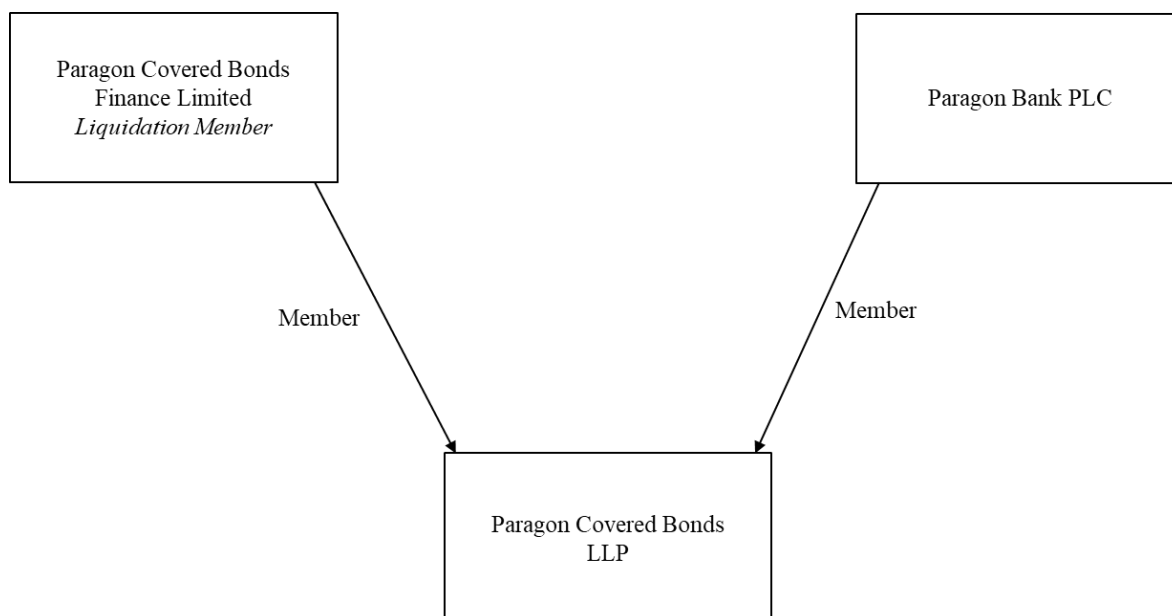 Paragon Covered Bonds
Finance Limited
Liquidation Member
Paragon Bank PLC
Member
Member
Paragon Covered Bonds
LLP